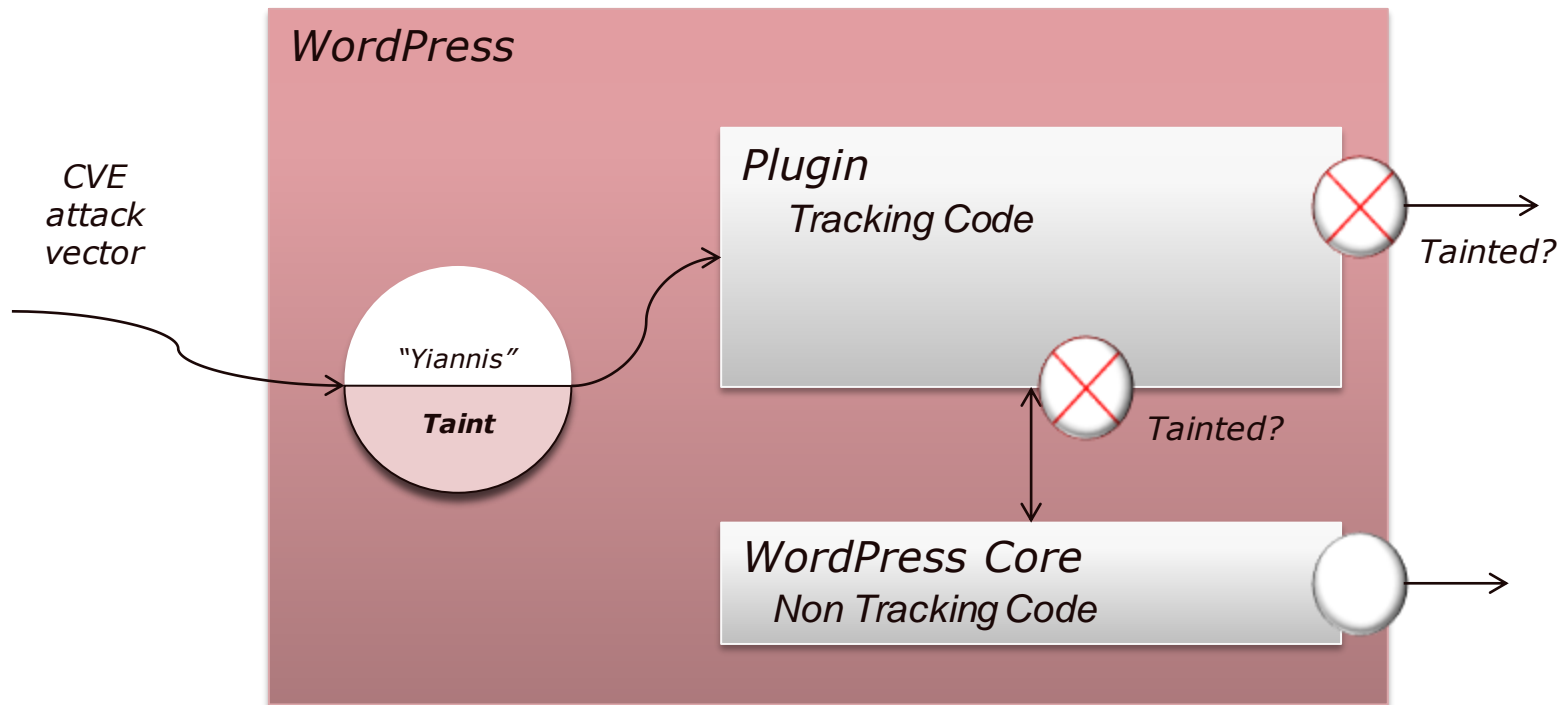 WordPress
CVE
attack
vector
Plugin
Tracking Code
Tainted?
“Yiannis”
Taint
Tainted?
WordPress Core
Non Tracking Code